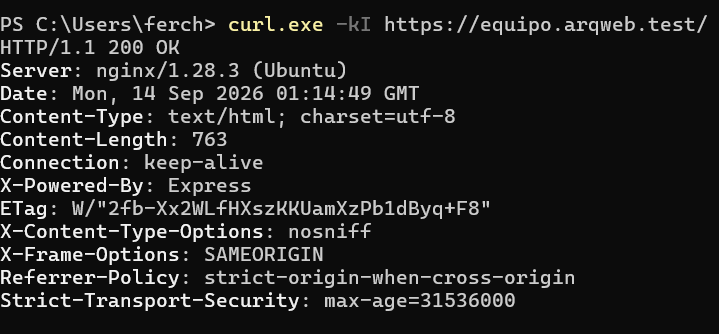 PS C:\Users\ferch> curl.exe -kI https://equipo.arqweb.test/
HTTP/1.1 200 OK
Server: nginx/1.28.3 (Ubuntu)
Date: Mon, 14 Sep 2026 01:14:49 GMT
Content-Type: text/html; charset=utf-8
Content-Length: 763
Connection: keep-alive
X-Powered-By: Express
ETag: W/"2fb-Xx2WLfHXszKKUamXzPb1dByq+F8"
X-Content-Type-Options: nosniff
X-Frame-Options: SAMEORIGIN
Referrer-Policy: strict-origin-when-cross-origin
Strict-Transport-Security: max-age=31536000